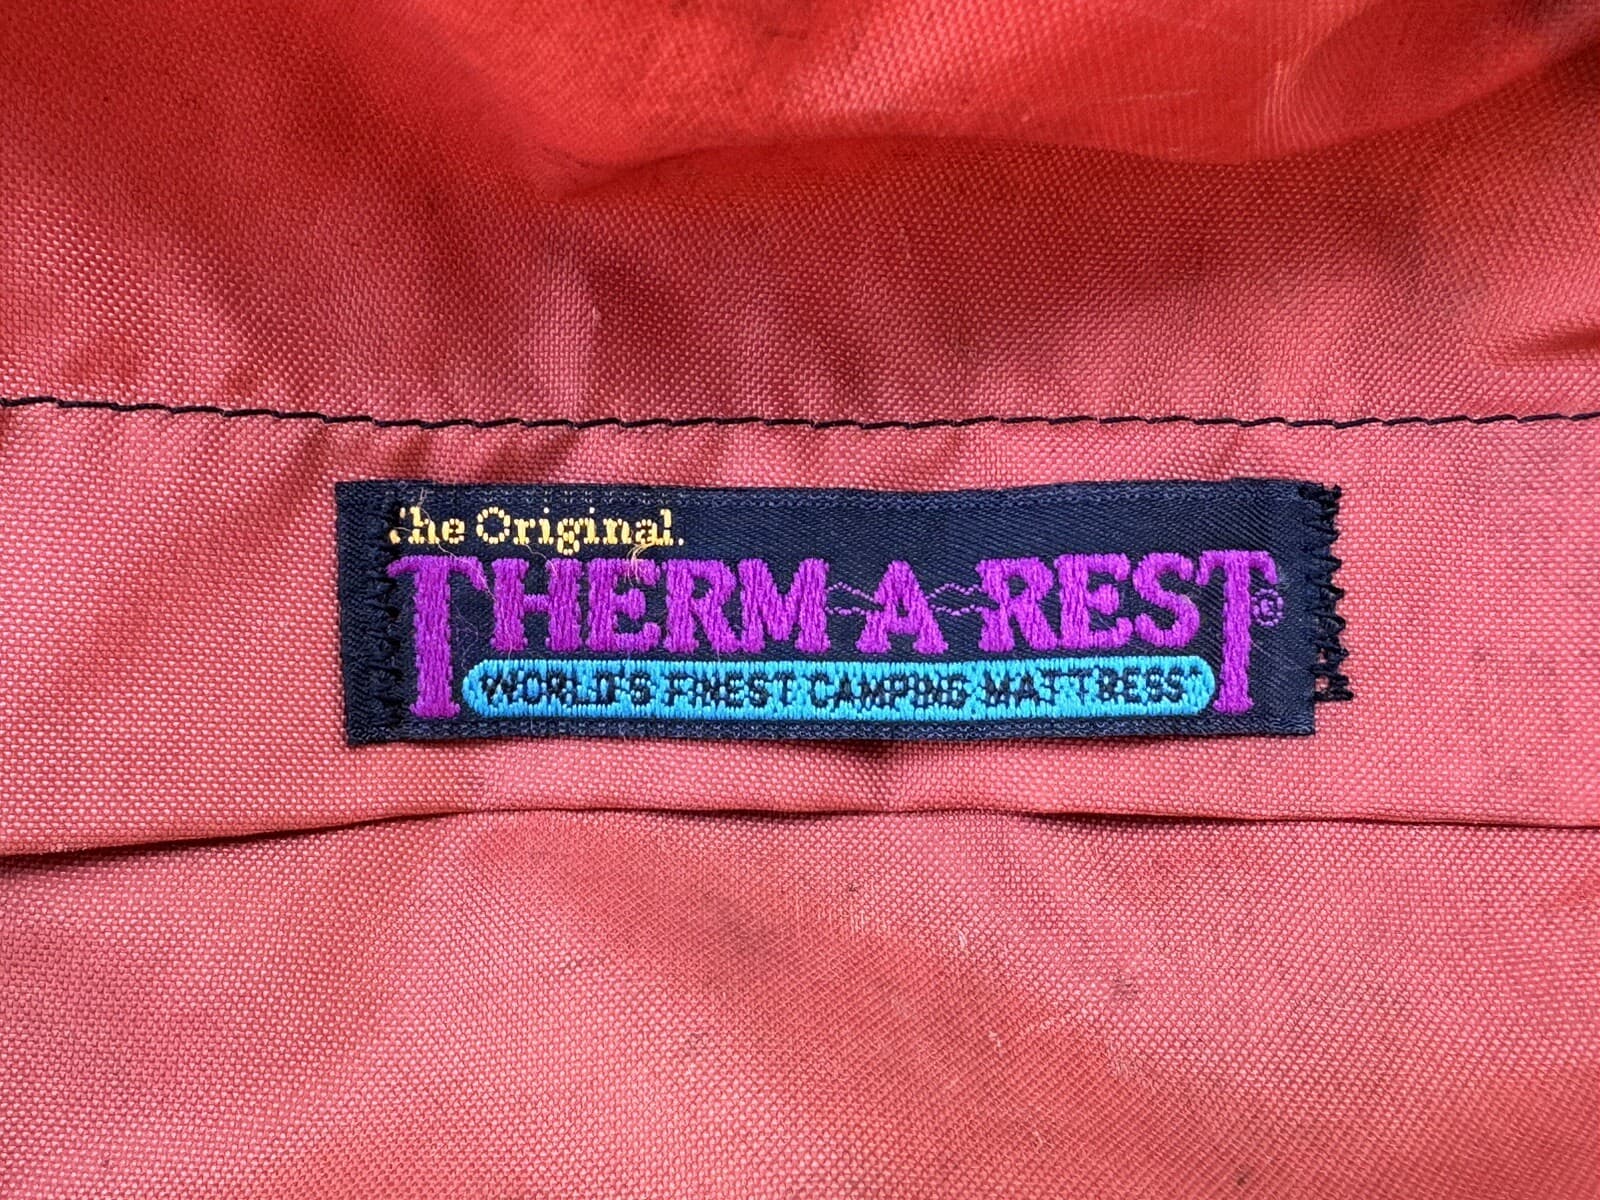 The Original.
THERM-A-REST®
WORLD'S FINEST CAMPING MATTRESS"